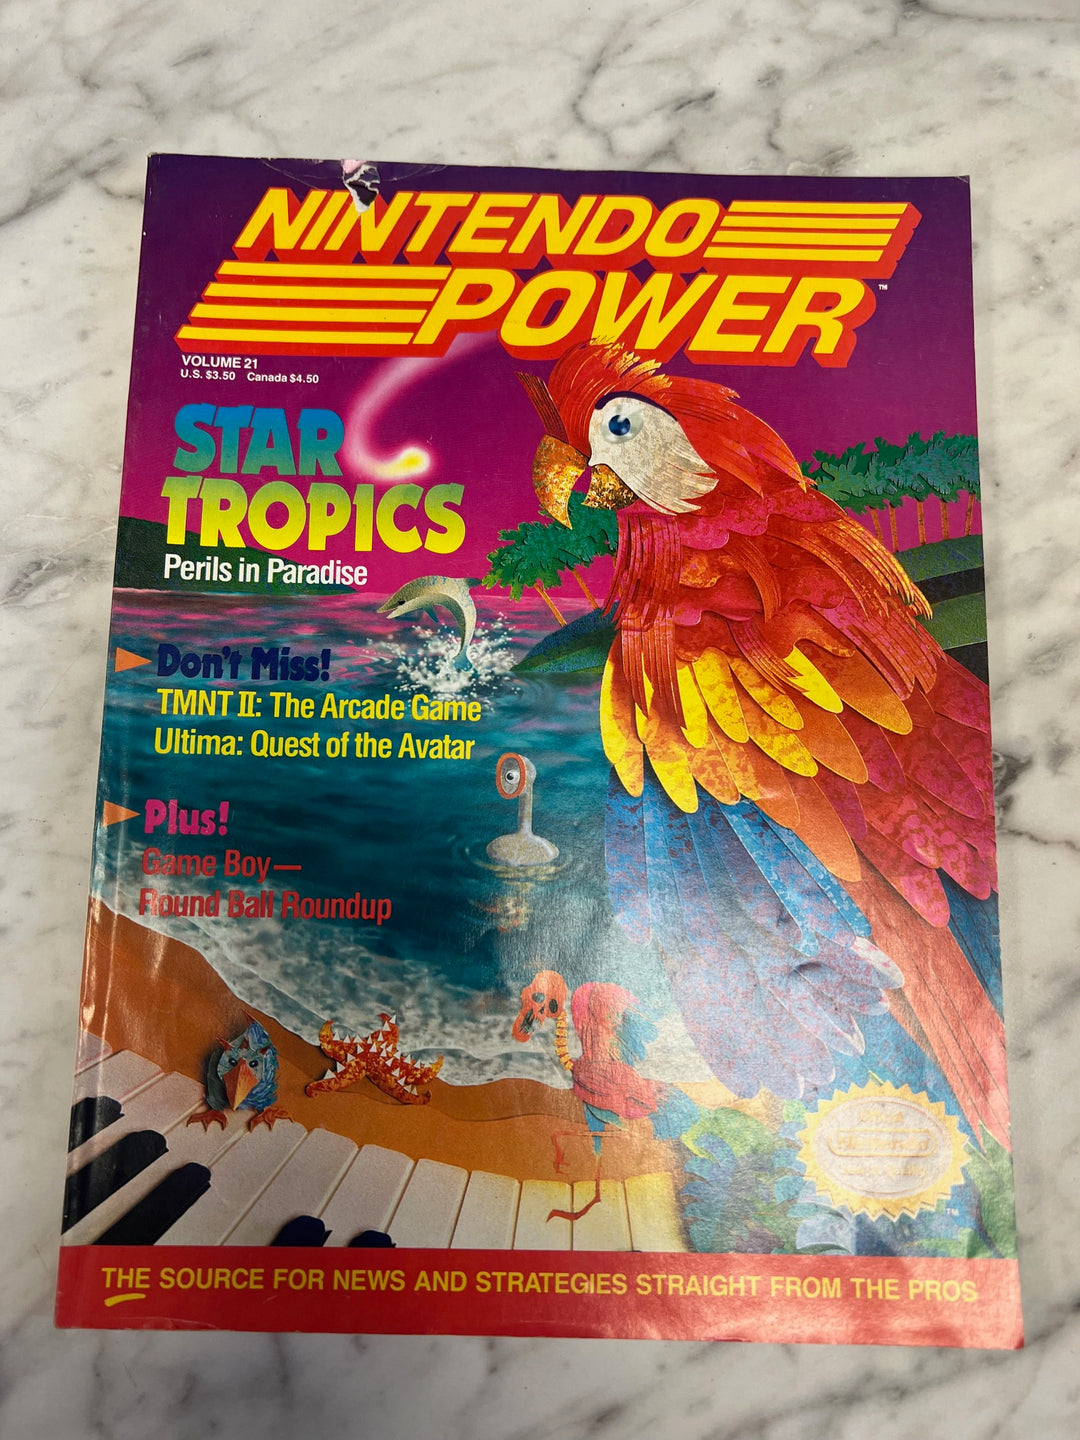 NINTENDO
POWER
™
VOLUME 21
U.S. $3.50 Canada $4.50
STAR
TROPICS
Perils in Paradise
Don't Miss!
TMNT II: The Arcade Game
Ultima: Quest of the Avatar
Plus!
Game Boy—
Round Ball Roundup
TM
THE SOURCE FOR NEWS AND STRATEGIES STRAIGHT FROM THE PROS